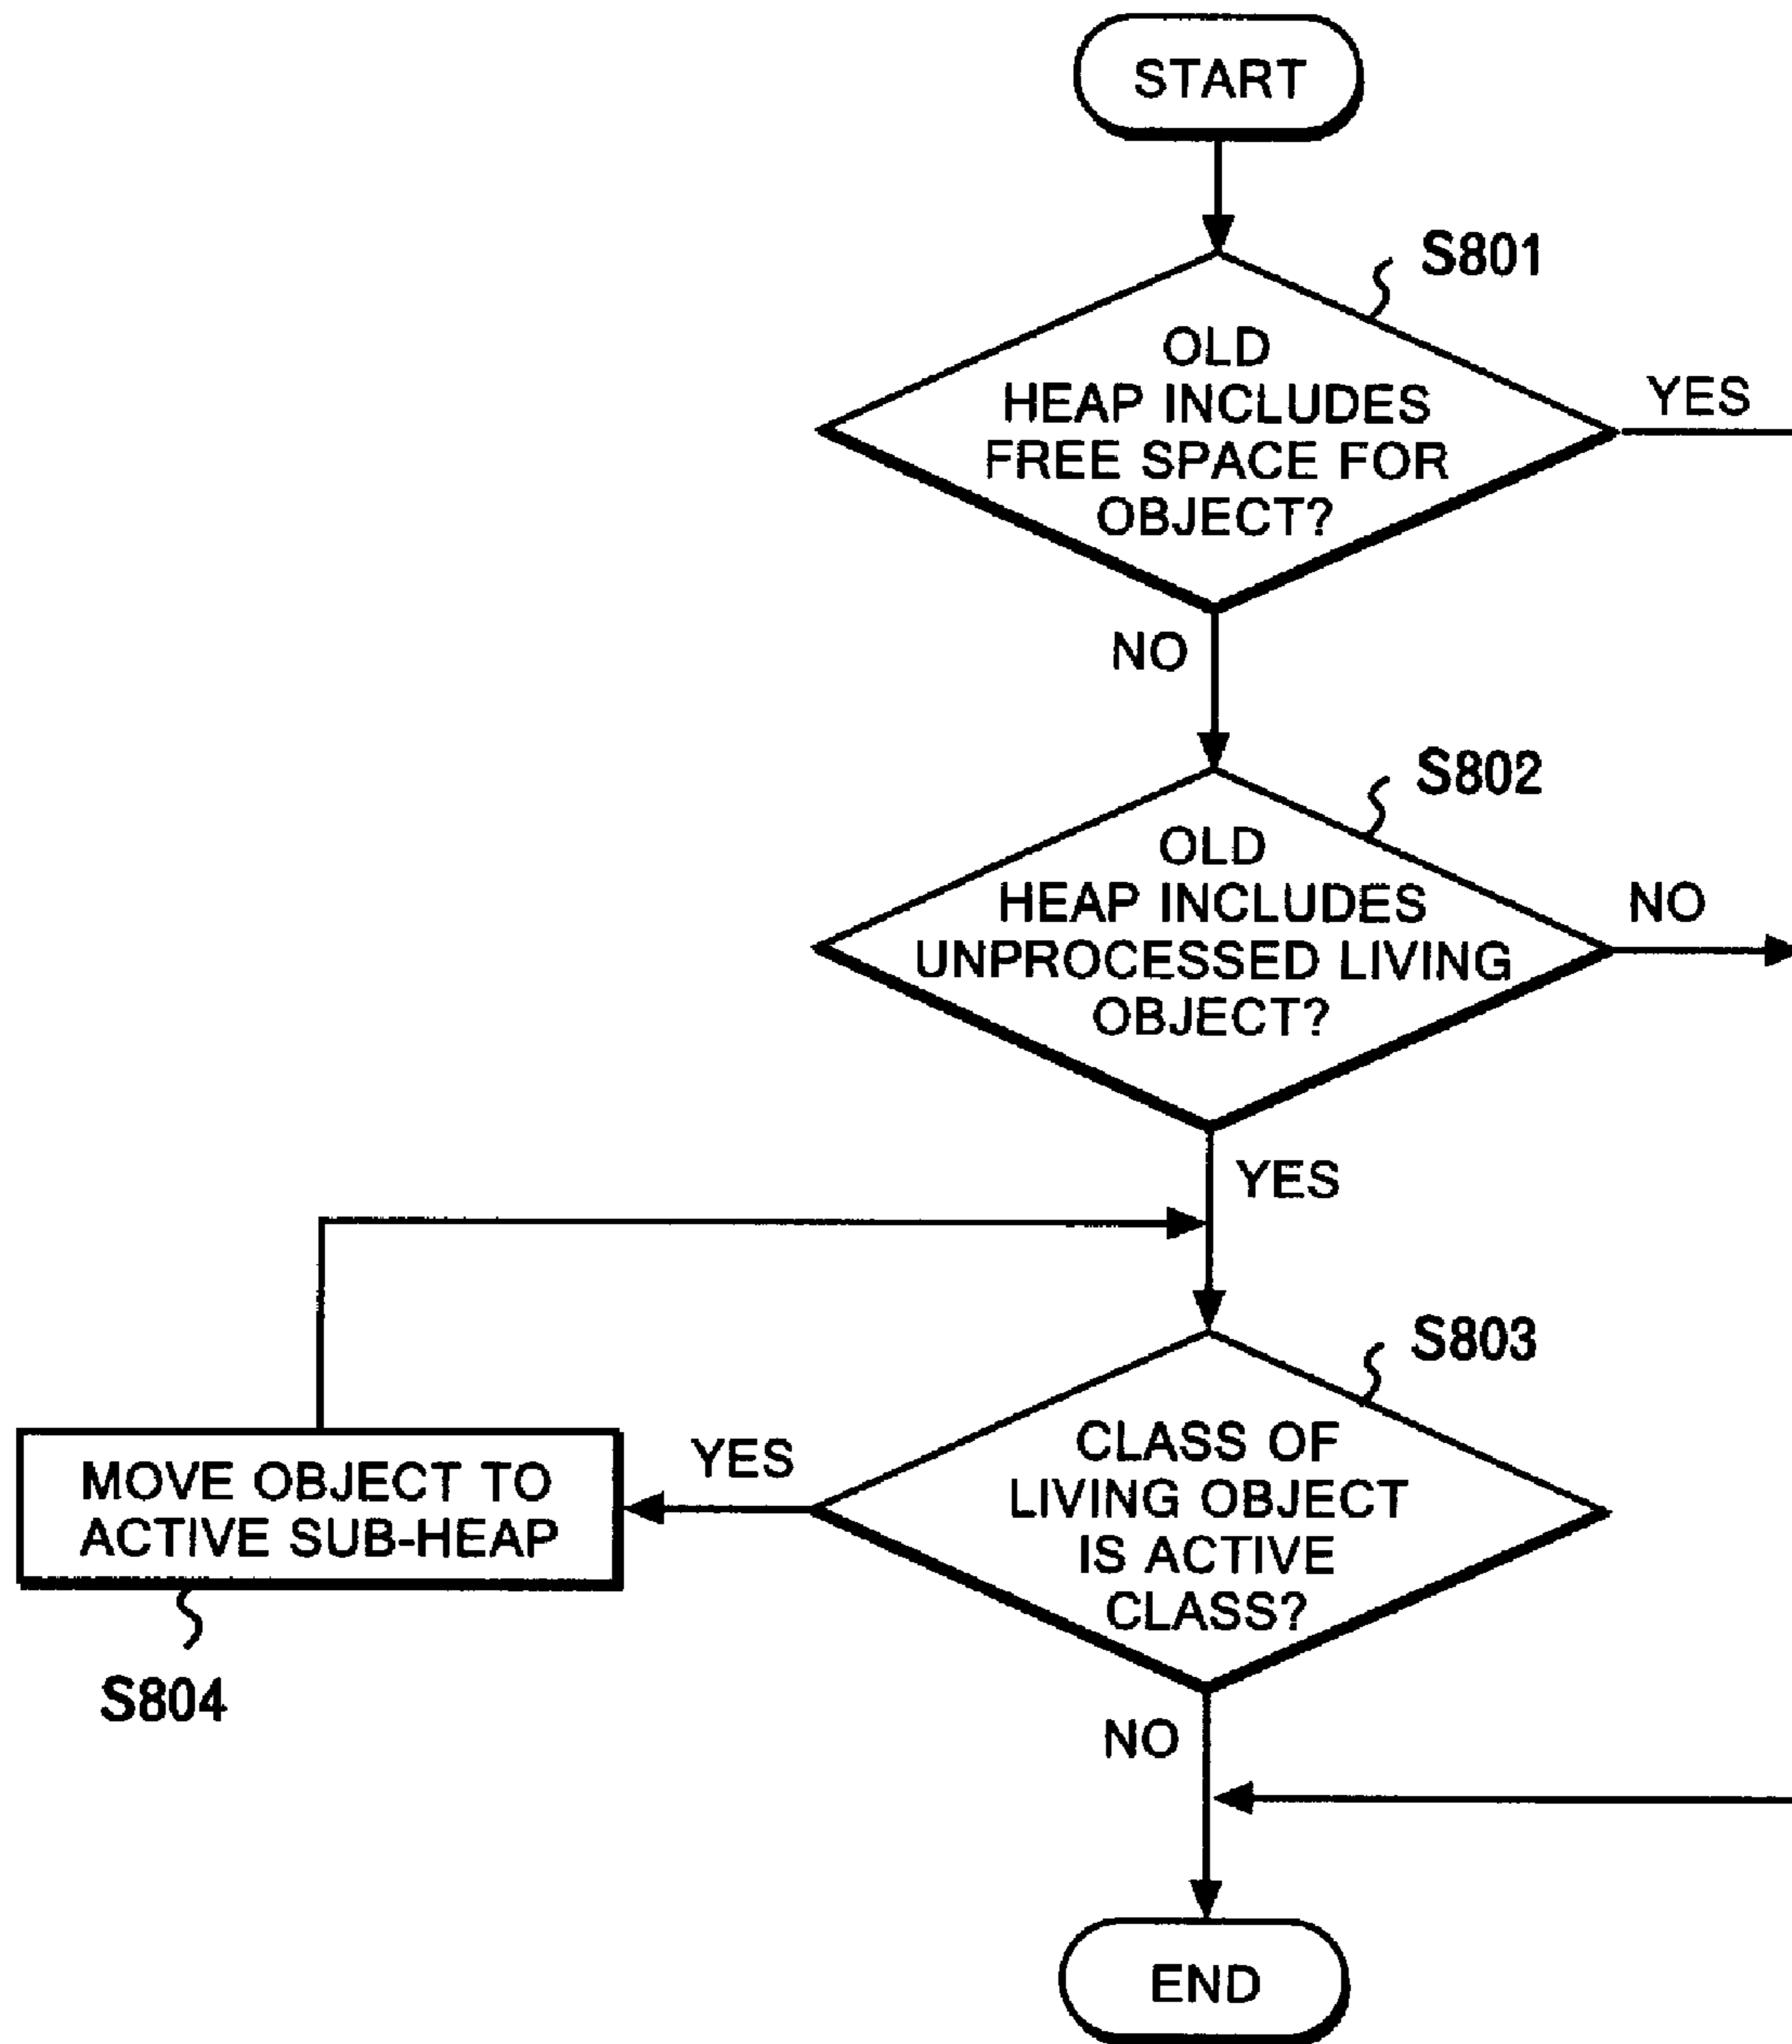 START
S801
OLD
HEAP INCLUDES
FREE SPACE FOR
OBJECT?
YES
NO
S802
OLD
HEAP INCLUDES
UNPROCESSED LIVING
OBJECT?
NO
YES
S803
CLASS OF
LIVING OBJECT
IS ACTIVE
CLASS?
YES
MOVE OBJECT TO
ACTIVE SUB-HEAP
S804
NO
END